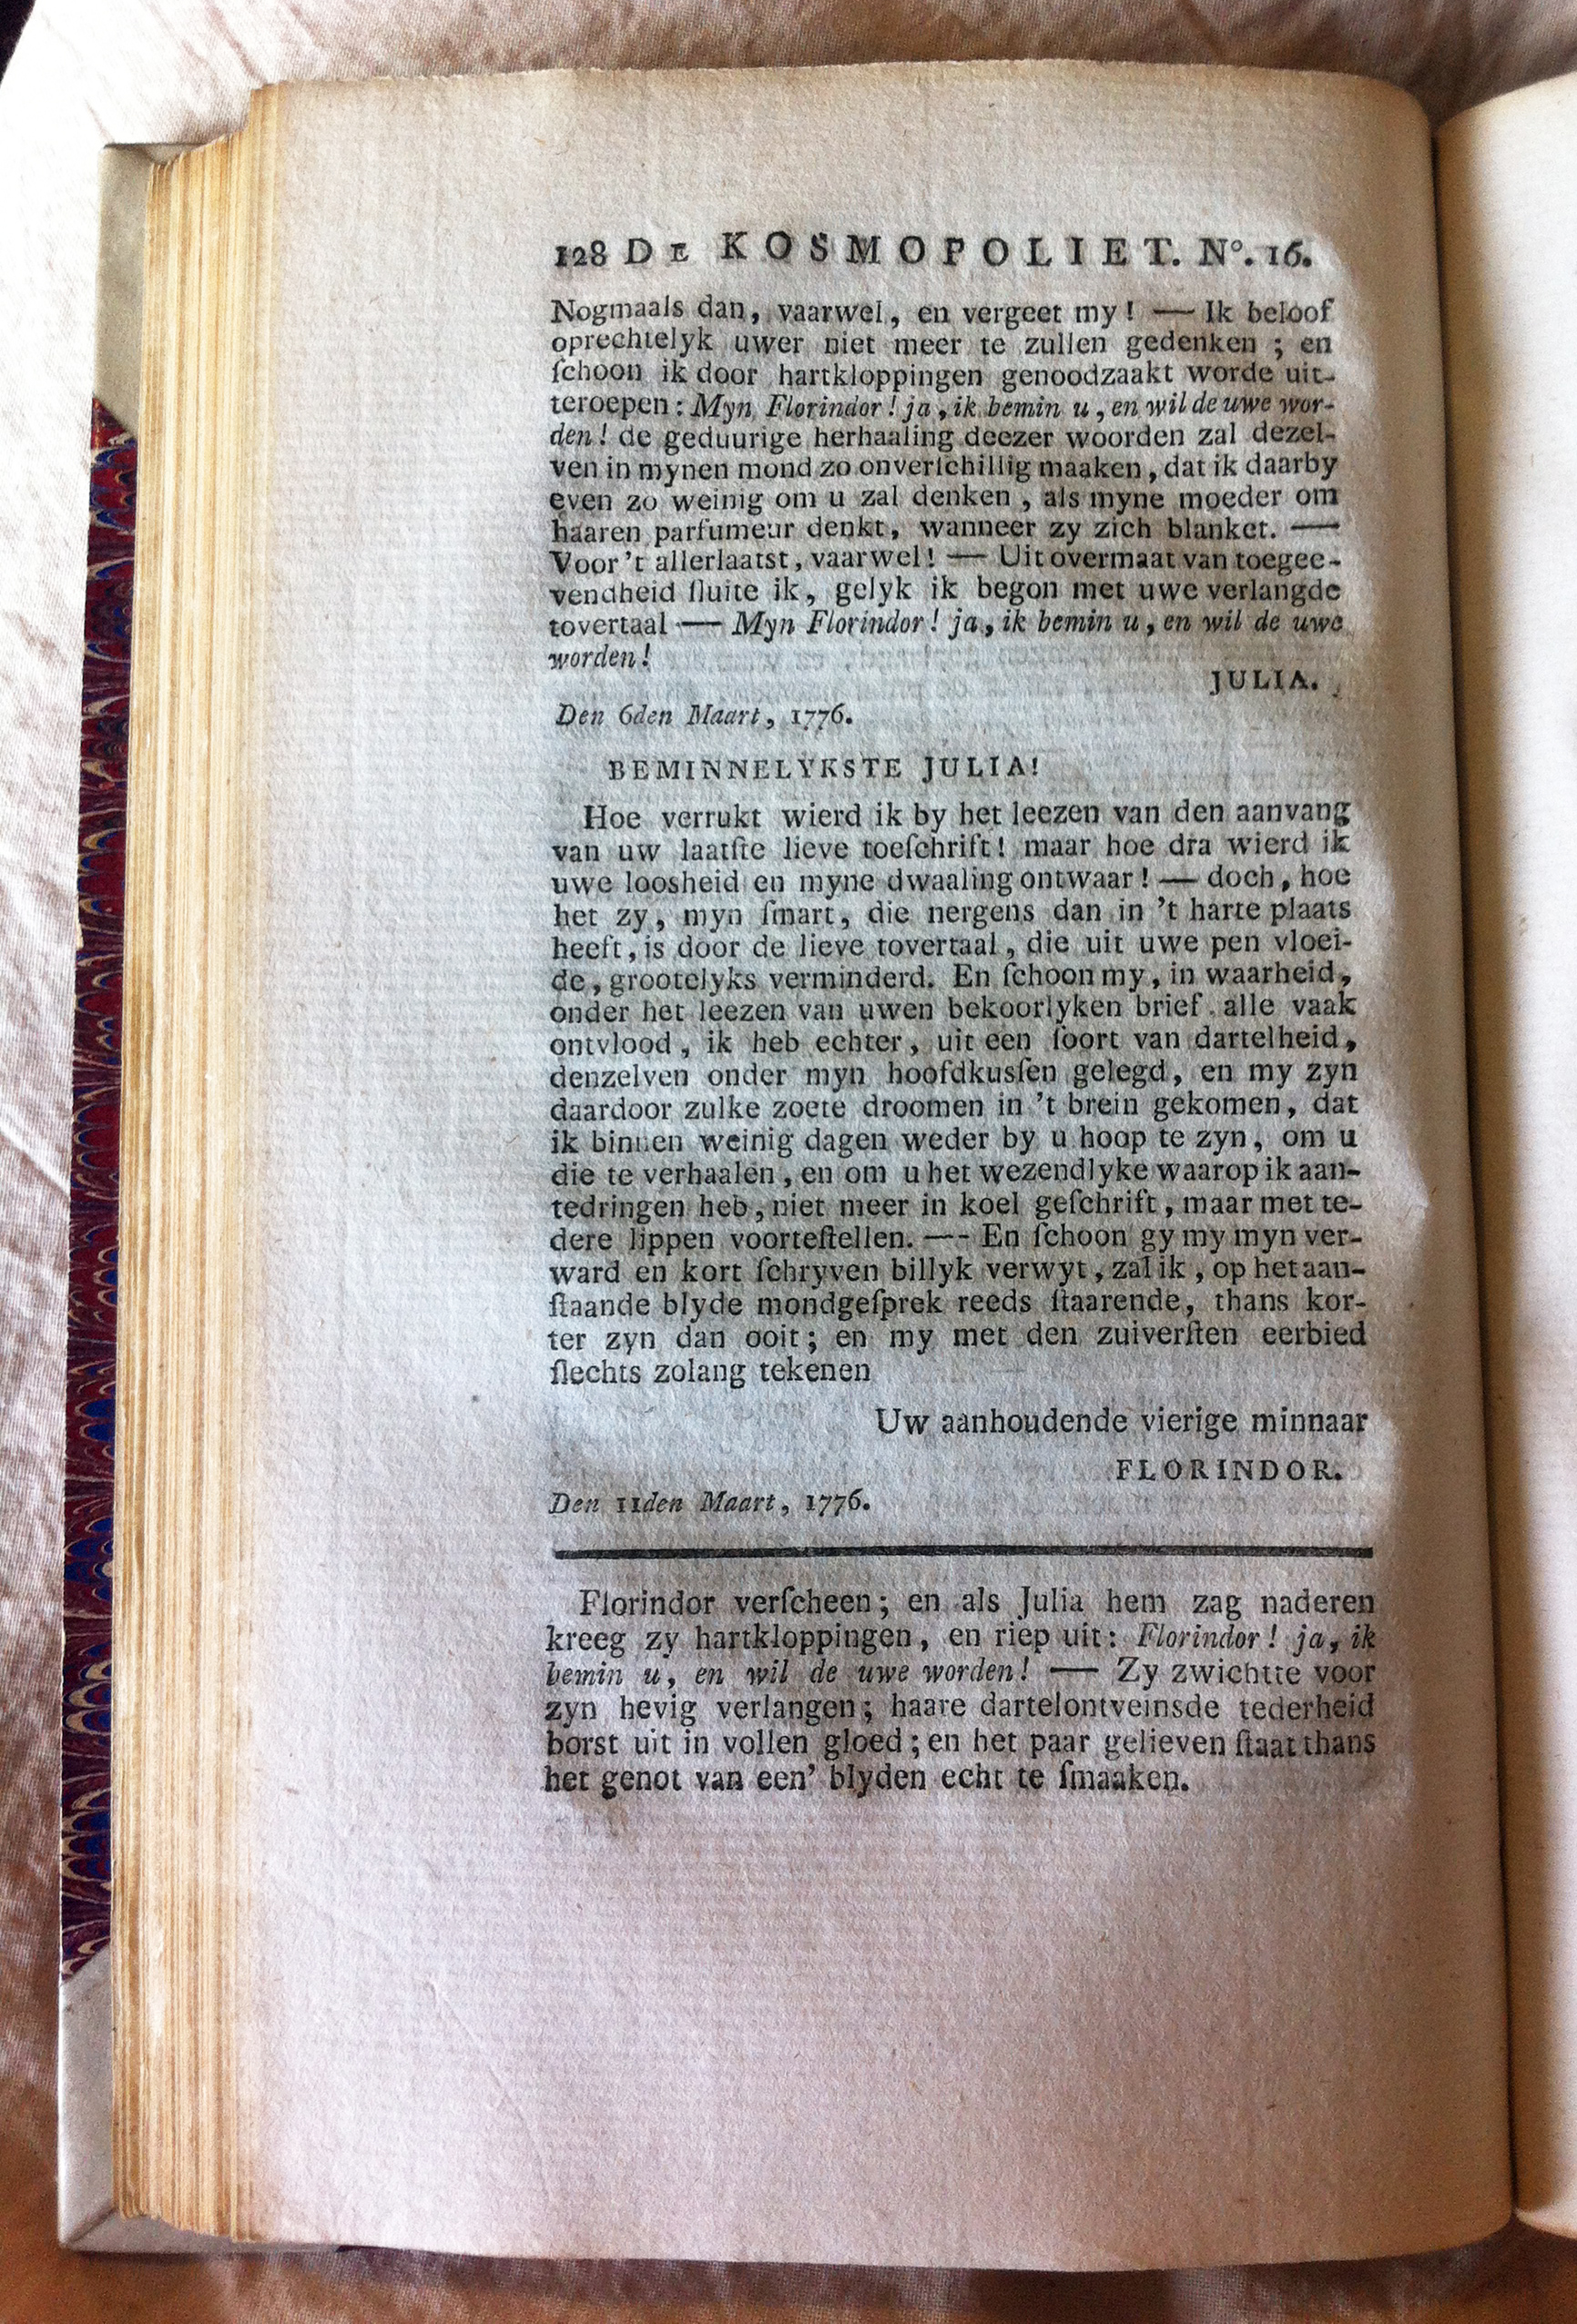 128 DE KOSMOPOLIET. No. 16.
Nogmaals dan, vaarwel, en vergeet my! — Ik beloof
oprechtelyk uwer niet meer te zullen gedenken ; en
ſchoon ik door hartkloppingen genoodzaakt worde uit-
teroepen: Myn Florindor! ja, ik bemin u, en wil de uwe wor-
den! de geduurige herhaaling deezer woorden zal dezel-
ven in mynen mond zo onverſchillig maaken, dat ik daarby
even zo weinig om u zal denken, als myne moeder om
haaren parfumeur denkt, wanneer zy zich blanket. —
Voor 't allerlaatst, vaarwel! — Uit overmaat van toegee-
vendheid ſluite ik, gelyk ik begon met uwe verlangde
tovertaal — Myn Florindor! ja, ik bemin u, en wil de uwe
worden!
JULIA.
Den 6den Maart, 1776.
BEMINNELYKSTE JULIA!
Hoe verrukt wierd ik by het leezen van den aanvang
van uw laatſte lieve toeſchrift! maar hoe dra wierd ik
uwe loosheid en myne dwaaling ontwaar! — doch, hoe
het zy, myn ſmart, die nergens dan in 't harte plaats
heeft, is door de lieve tovertaal, die uit uwe pen vloei-
de, grootelyks verminderd. En ſchoon my, in waarheid,
onder het leezen van uwen bekoorlyken brief alle vaak
ontvlood, ik heb echter, uit een ſoort van dartelheid,
denzelven onder myn hoofdkusſen gelegd, en my zyn
daardoor zulke zoete droomen in 't brein gekomen, dat
ik binnen weinig dagen weder by u hoop te zyn, om u
die te verhaalen, en om u het wezendlyke waarop ik aan-
tedringen heb, niet meer in koel geſchrift, maar met te-
dere lippen voorteſtellen. — En ſchoon gy my myn ver-
ward en kort ſchryven billyk verwyt, zal ik, op het aan-
ſtaande blyde mondgeſprek reeds ſtaarende, thans kor-
ter zyn dan ooit; en my met den zuiverſten eerbied
ſlechts zolang tekenen
Uw aanhoudende vierige minnaar
FLORINDOR.
Den 11den Maart, 1776.
Florindor verſcheen; en als Julia hem zag naderen
kreeg zy hartkloppingen, en riep uit: Florindor! ja, ik
bemin u, en wil de uwe worden! — Zy zwichtte voor
zyn hevig verlangen; haare dartelontveinsde tederheid
borst uit in vollen gloed; en het paar gelieven ſtaat thans
het genot van een' blyden echt te ſmaaken.